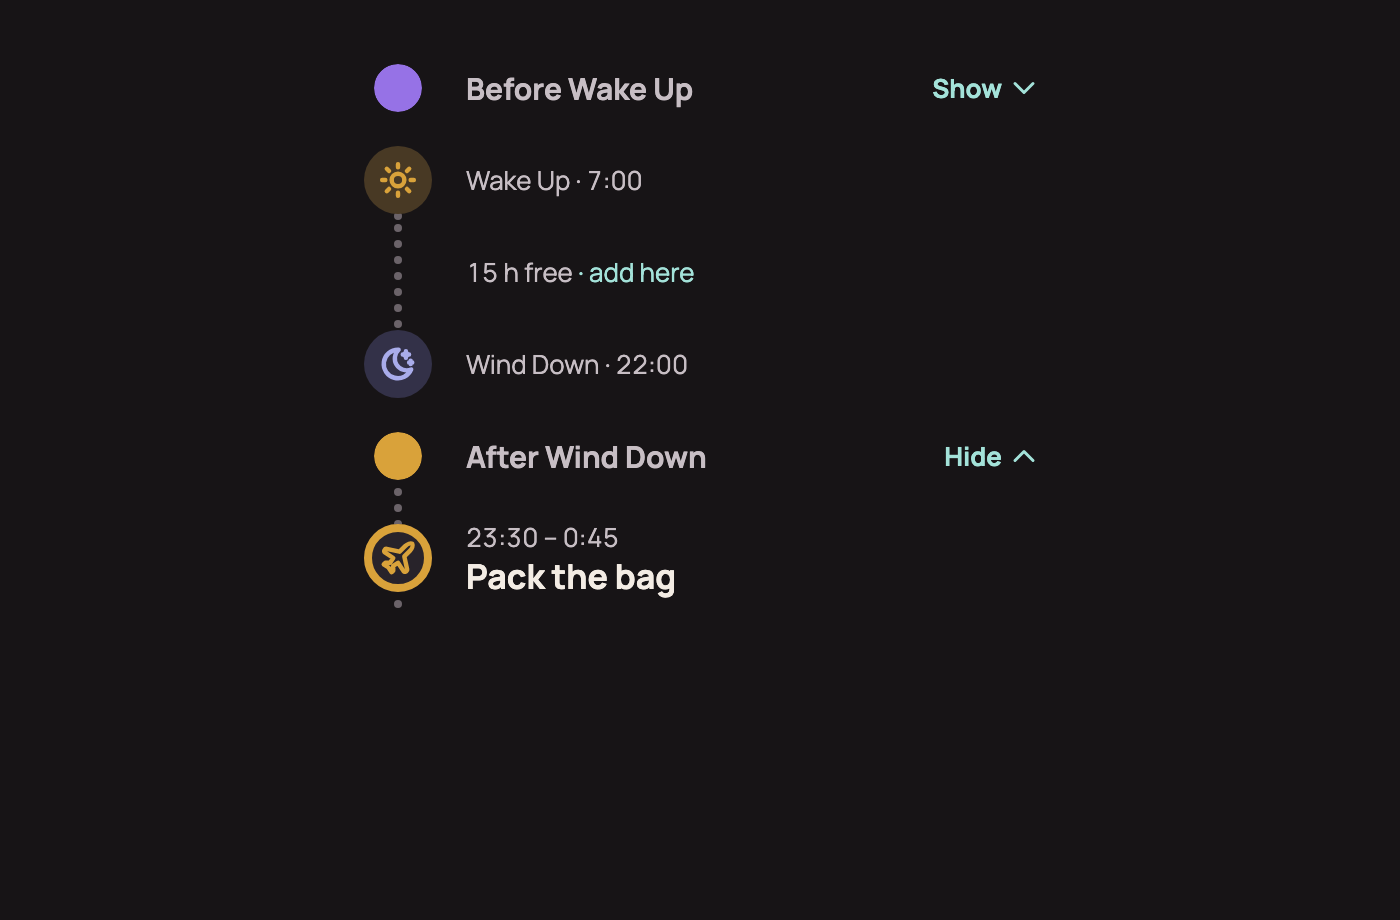 Before Wake Up
Show
Wake Up · 7:00
15 h free · add here
Wind Down · 22:00
After Wind Down
Hide
23:30 – 0:45
Pack the bag